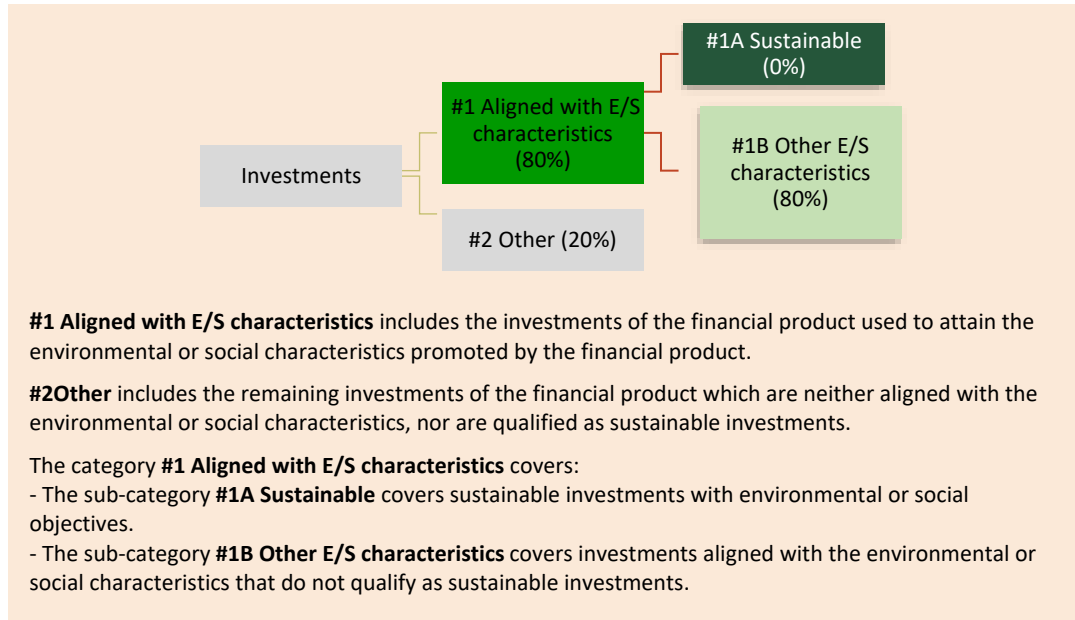 #1A Sustainable
(0%)
#1 Aligned with E/S
characteristics
(80%)
#1B Other E/S
characteristics
(80%)
Investments
#2 Other (20%)
#1 Aligned with E/S characteristics includes the investments of the financial product used to attain the
environmental or social characteristics promoted by the financial product.
#2Other includes the remaining investments of the financial product which are neither aligned with the
environmental or social characteristics, nor are qualified as sustainable investments.
The category #1 Aligned with E/S characteristics covers:
- The sub-category #1A Sustainable covers sustainable investments with environmental or social
objectives.
- The sub-category #1B Other E/S characteristics covers investments aligned with the environmental or
social characteristics that do not qualify as sustainable investments.